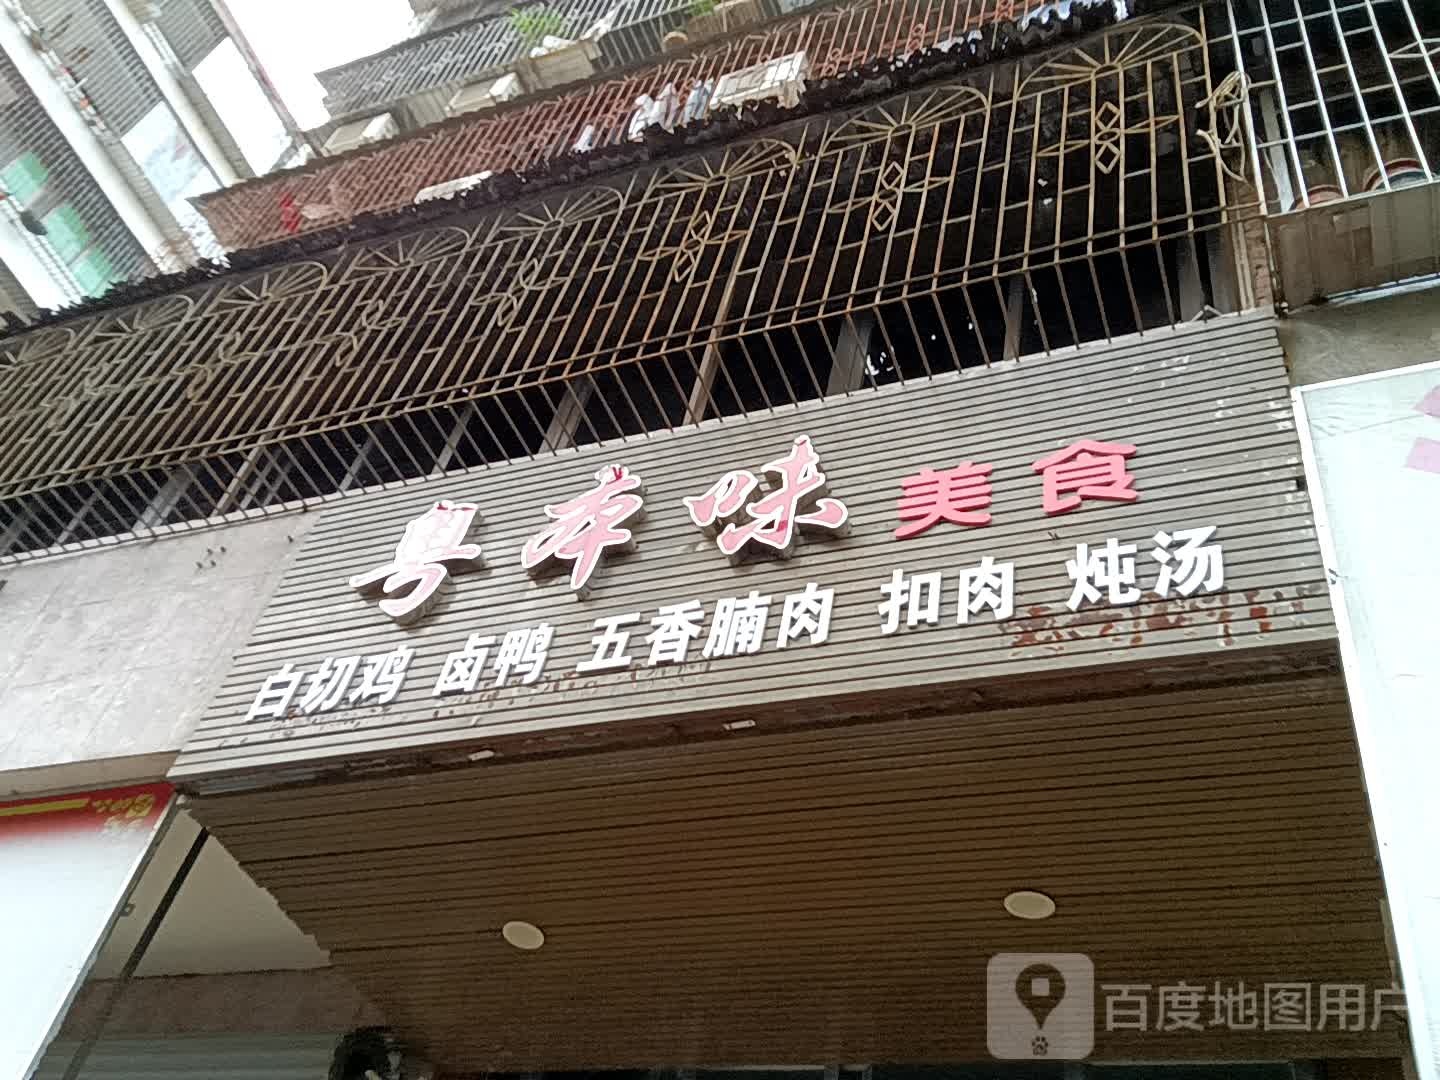 粤本味美食
白切鸡 卤鸭 五香腩肉 扣肉 炖汤
百度地图用户